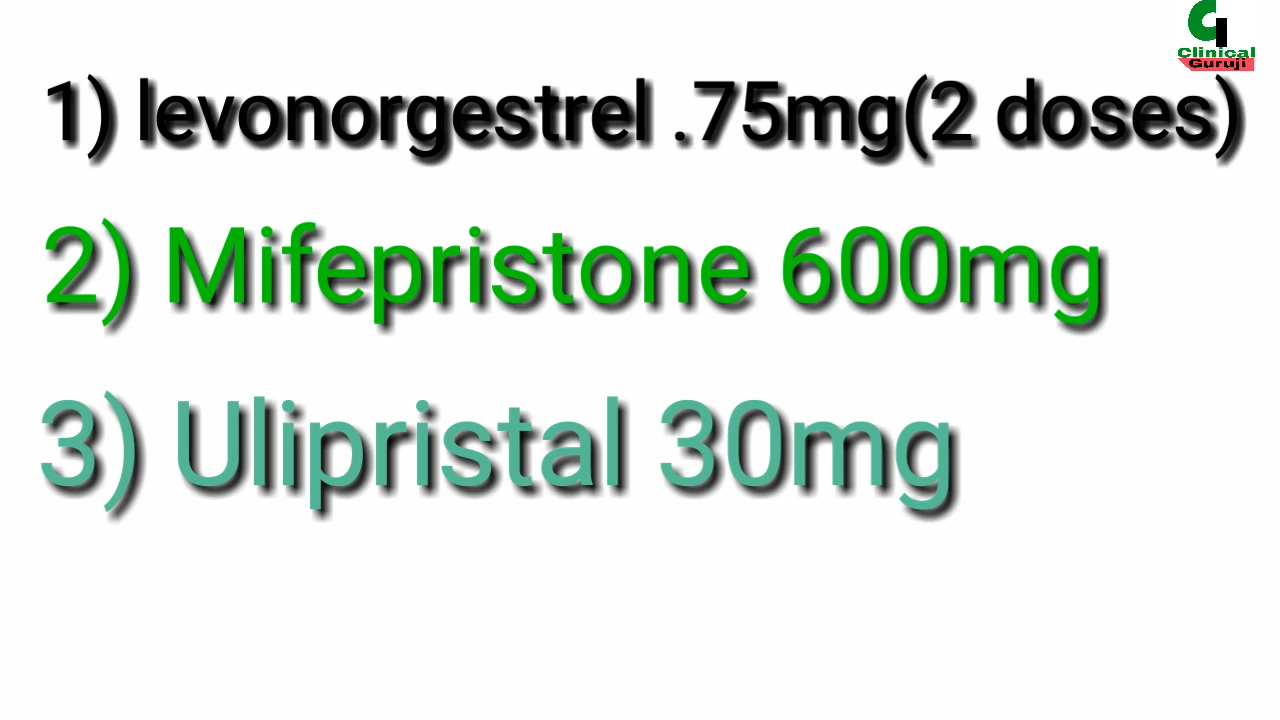 Clinical
Guruji
1) levonorgestrel .75mg(2 doses)
2) Mifepristone 600mg
3) Ulipristal 30mg